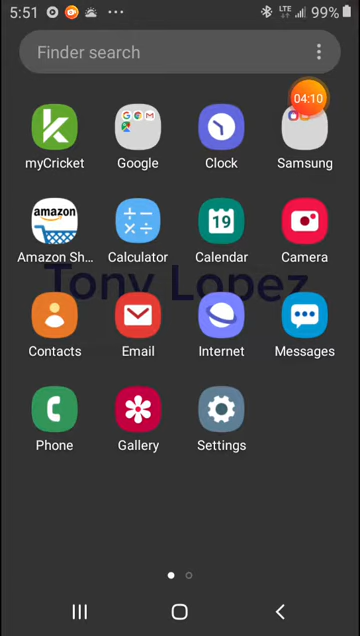 5:51 LTE 99%
Finder search
04:10
myCricket Google Clock Samsung
amazon
19
Amazon Sh... Calculator Calendar Camera
Tony Lopez
Contacts Email Internet Messages
Phone Gallery Settings